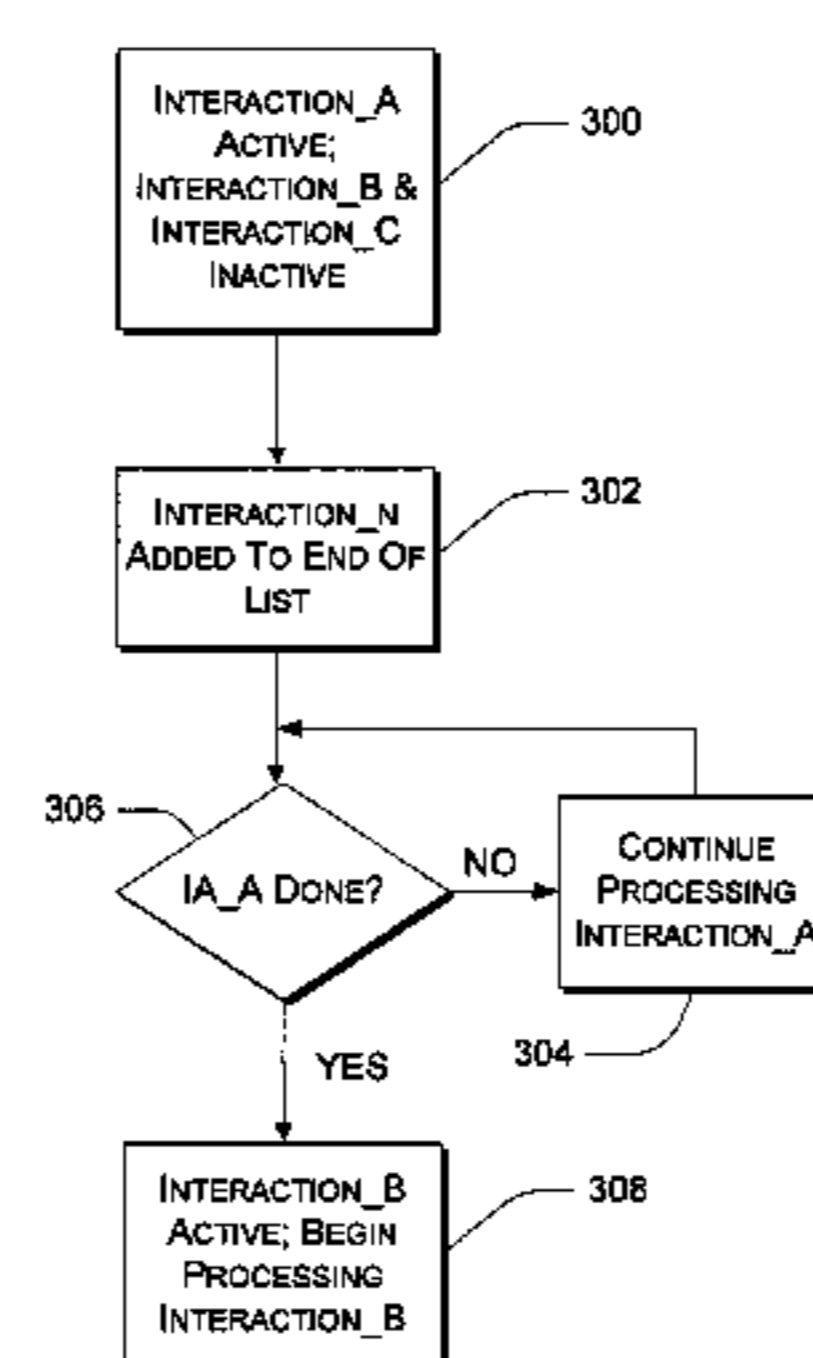 INTERACTION_A
ACTIVE;
INTERACTION_B &
INTERACTION_C
INACTIVE
300
INTERACTION_N
ADDED TO END OF
LIST
302
306
IA_A DONE?
NO
CONTINUE
PROCESSING
INTERACTION_A
304
YES
INTERACTION_B
ACTIVE; BEGIN
PROCESSING
INTERACTION_B
308